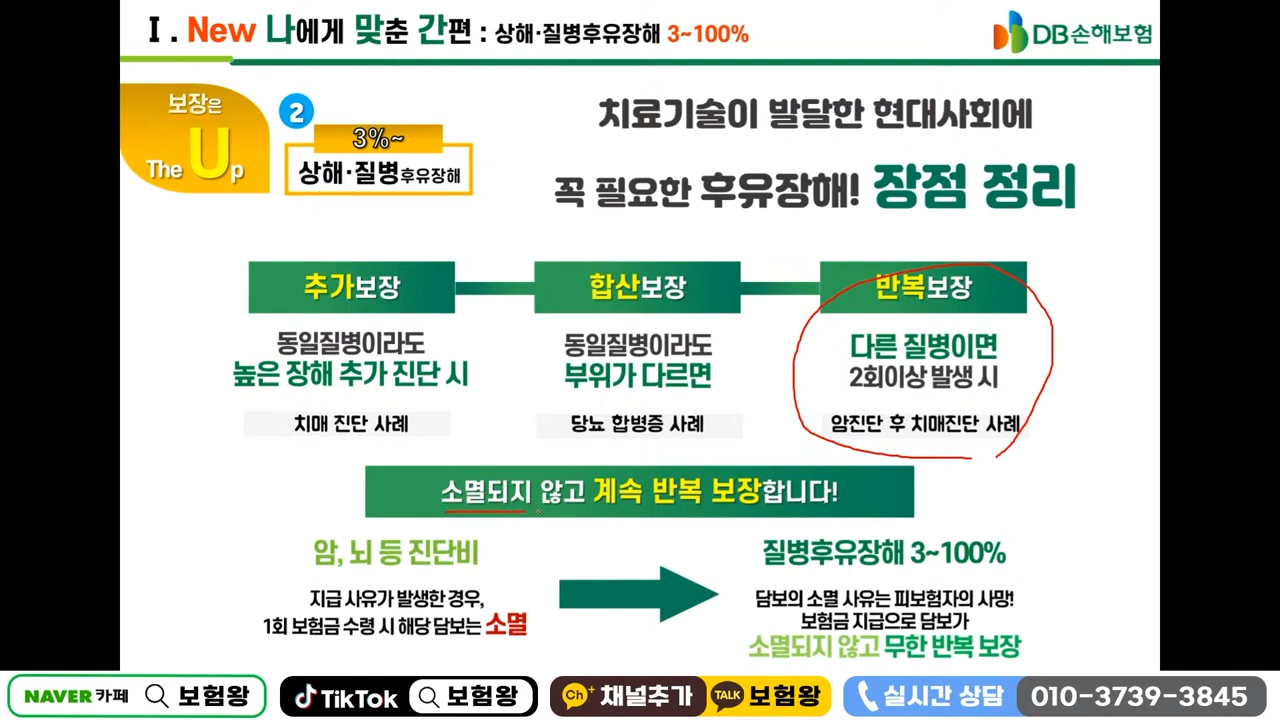 Ⅰ. New 나에게 맞춘 간편 : 상해·질병후유장해 3~100%
DB손해보험
보장은
The Up
2
3%~
상해·질병후유장해
치료기술이 발달한 현대사회에
꼭 필요한 후유장해! 장점 정리
추가보장
동일질병이라도
높은 장해 추가 진단 시
치매 진단 사례
합산보장
동일질병이라도
부위가 다르면
당뇨 합병증 사례
반복보장
다른 질병이면
2회이상 발생 시
암진단 후 치매진단 사례
소멸되지 않고 계속 반복 보장합니다!
암, 뇌 등 진단비
지급 사유가 발생한 경우,
1회 보험금 수령 시 해당 담보는 소멸
질병후유장해 3~100%
담보의 소멸 사유는 피보험자의 사망!
보험금 지급으로 담보가
소멸되지 않고 무한 반복 보장
NAVER 카페 보험왕
TikTok 보험왕
Ch+ 채널추가 TALK 보험왕
실시간 상담 010-3739-3845